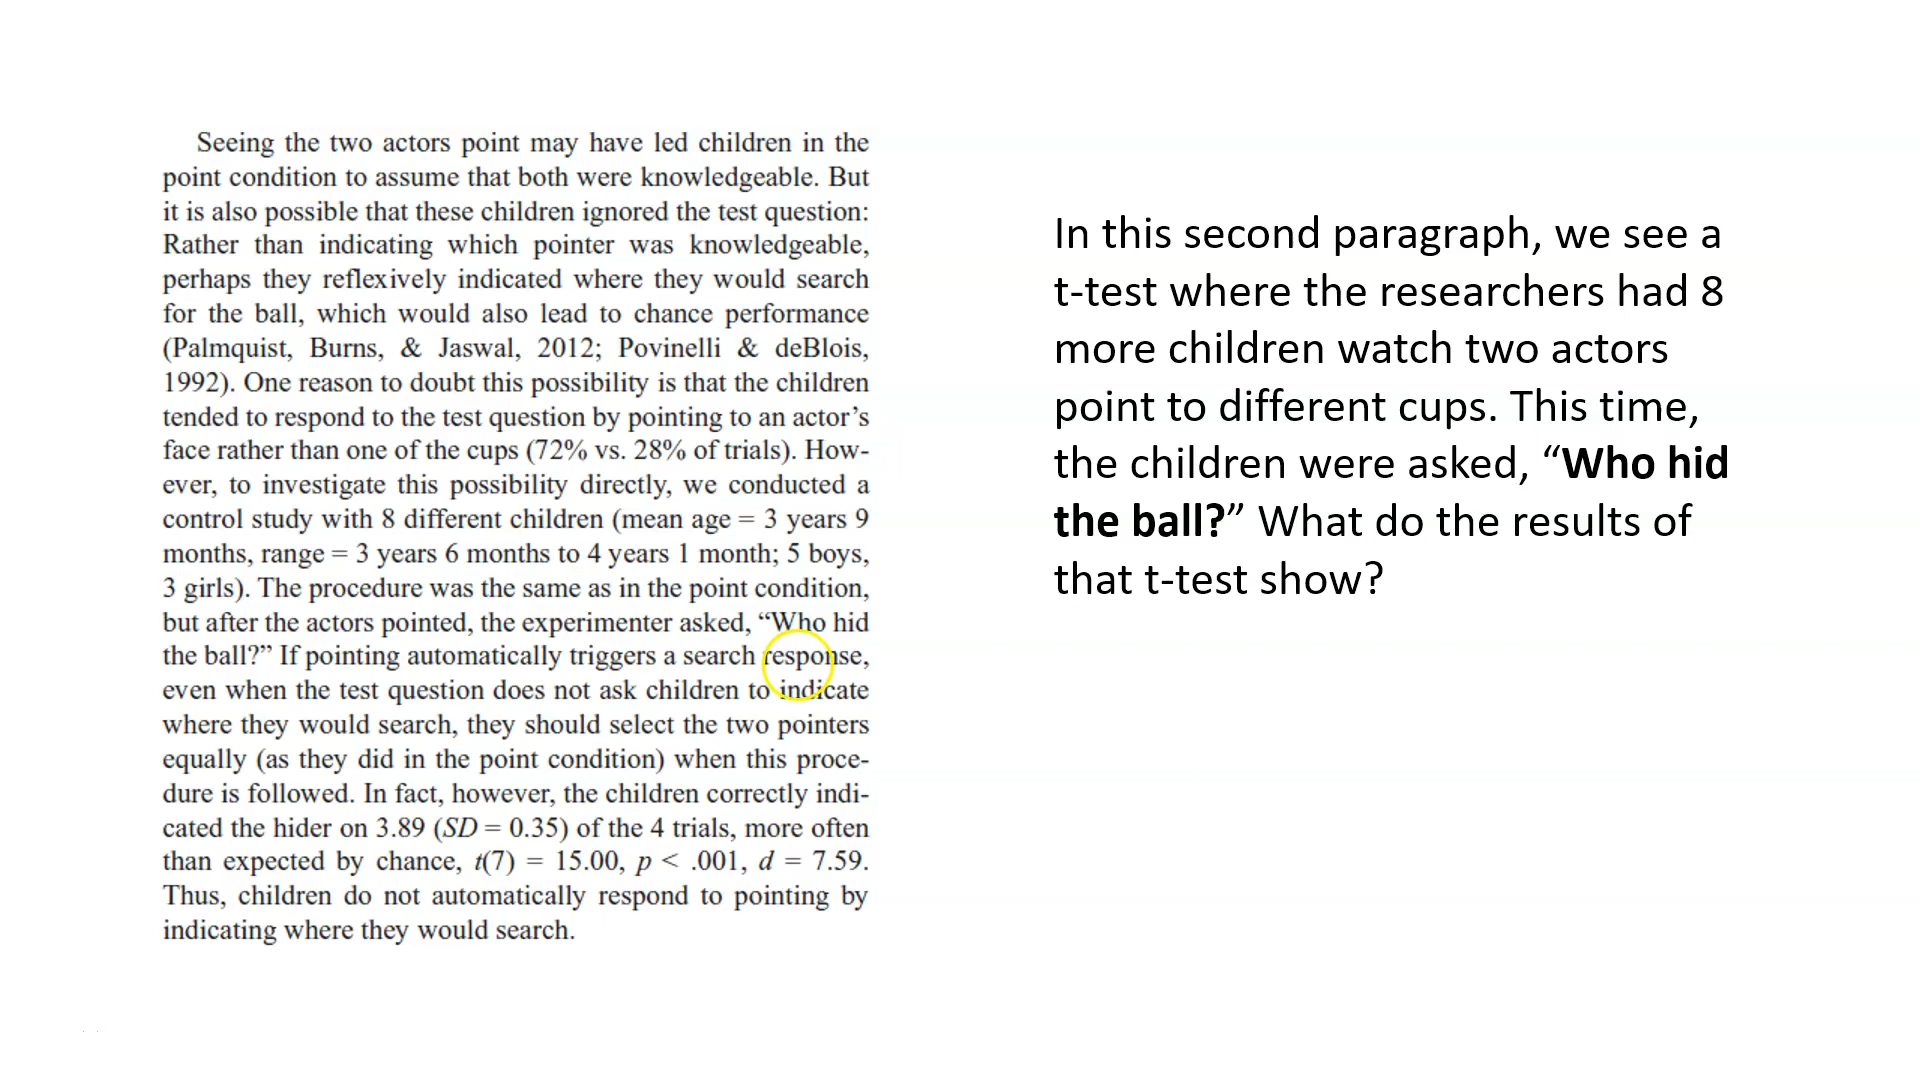 Seeing the two actors point may have led children in the
point condition to assume that both were knowledgeable. But
it is also possible that these children ignored the test question:
Rather than indicating which pointer was knowledgeable,
perhaps they reflexively indicated where they would search
for the ball, which would also lead to chance performance
(Palmquist, Burns, & Jaswal, 2012; Povinelli & deBlois,
1992). One reason to doubt this possibility is that the children
tended to respond to the test question by pointing to an actor’s
face rather than one of the cups (72% vs. 28% of trials). How-
ever, to investigate this possibility directly, we conducted a
control study with 8 different children (mean age = 3 years 9
months, range = 3 years 6 months to 4 years 1 month; 5 boys,
3 girls). The procedure was the same as in the point condition,
but after the actors pointed, the experimenter asked, “Who hid
the ball?” If pointing automatically triggers a search response,
even when the test question does not ask children to indicate
where they would search, they should select the two pointers
equally (as they did in the point condition) when this proce-
dure is followed. In fact, however, the children correctly indi-
cated the hider on 3.89 (SD = 0.35) of the 4 trials, more often
than expected by chance, t(7) = 15.00, p < .001, d = 7.59.
Thus, children do not automatically respond to pointing by
indicating where they would search.
In this second paragraph, we see a
t-test where the researchers had 8
more children watch two actors
point to different cups. This time,
the children were asked, “Who hid
the ball?” What do the results of
that t-test show?